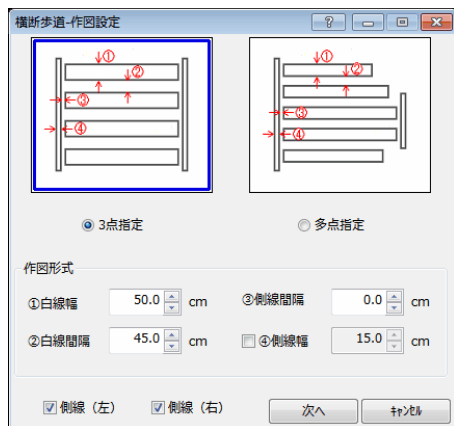 横断歩道-作図設定
①
②
③
④
①
②
③
④
3点指定
多点指定
作図形式
①白線幅 50.0 cm ③側線間隔 0.0 cm
②白線間隔 45.0 cm ④側線幅 15.0 cm
側線（左） 側線（右） 次へ ｷｬﾝｾﾙ